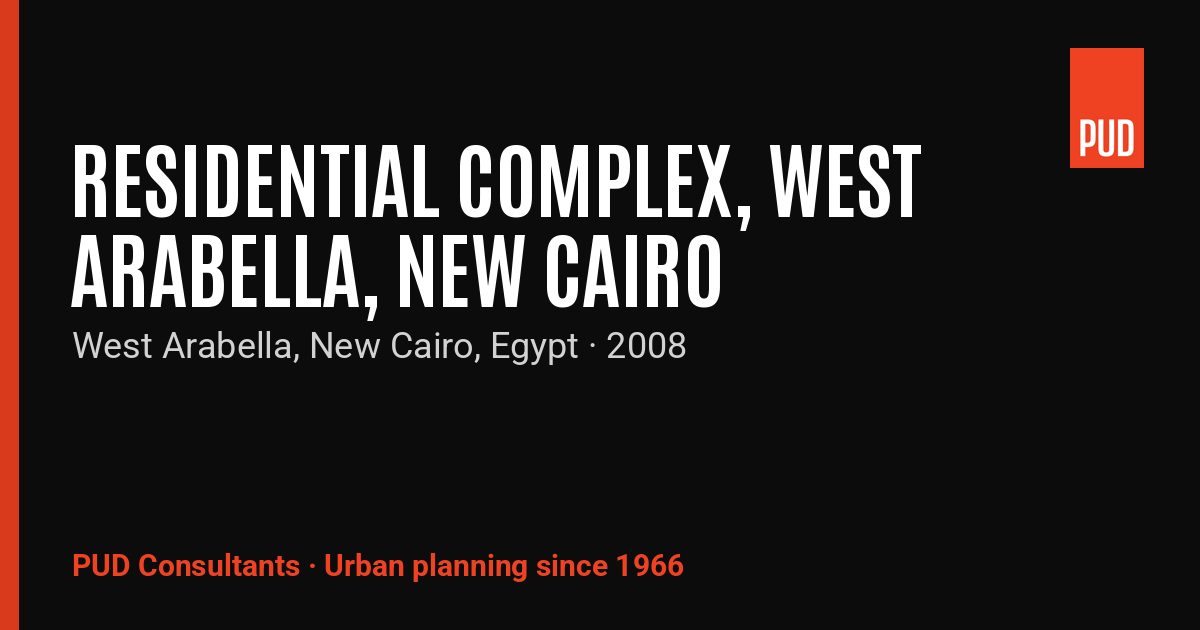 PUD
RESIDENTIAL COMPLEX, WEST
ARABELLA, NEW CAIRO
West Arabella, New Cairo, Egypt · 2008
PUD Consultants · Urban planning since 1966